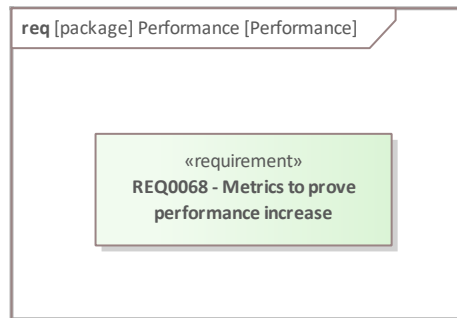 req [package] Performance [Performance]
«requirement»
REQ0068 - Metrics to prove
performance increase